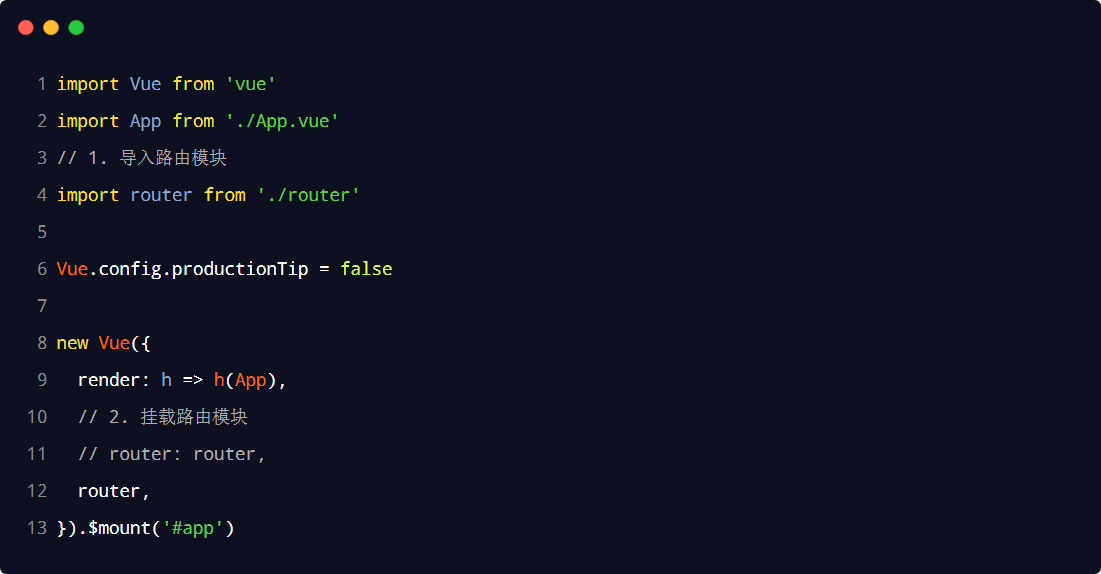 1 import Vue from 'vue'
2 import App from './App.vue'
3 // 1. 导入路由模块
4 import router from './router'
5
6 Vue.config.productionTip = false
7
8 new Vue({
9   render: h => h(App),
10   // 2. 挂载路由模块
11   // router: router,
12   router,
13 }).$mount('#app')